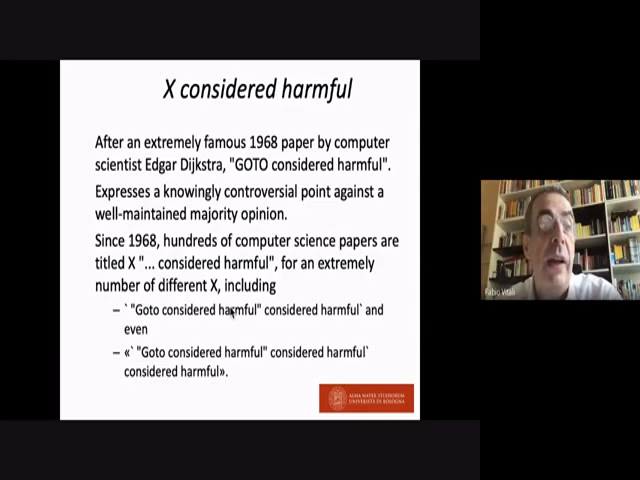 X considered harmful
After an extremely famous 1968 paper by computer
scientist Edgar Dijkstra, "GOTO considered harmful".
Expresses a knowingly controversial point against a
well-maintained majority opinion.
Since 1968, hundreds of computer science papers are
titled X "... considered harmful", for an extremely
number of different X, including
– ` "Goto considered harmful" considered harmful` and
even
– «` "Goto considered harmful" considered harmful`
considered harmful».
ALMA MATER STUDIORUM
UNIVERSITÀ DI BOLOGNA
Fabio Vitali